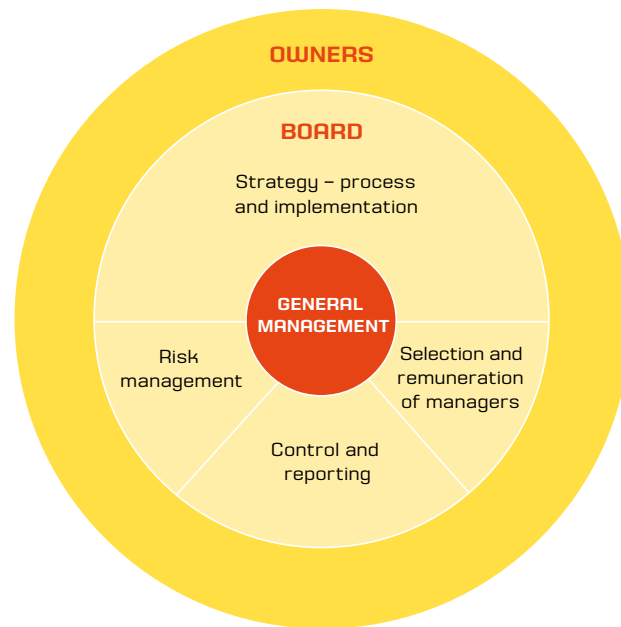 OWNERS
BOARD
Strategy – process
and implementation
GENERAL
MANAGEMENT
Risk
management
Selection and
remuneration
of managers
Control and
reporting